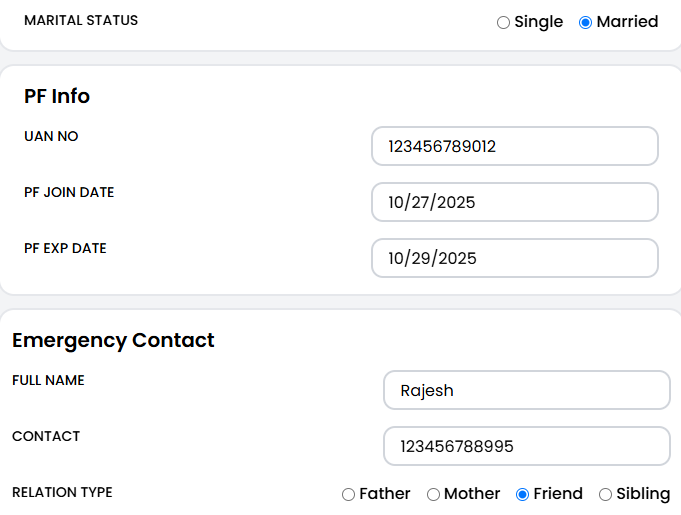 MARITAL STATUS Single Married
PF Info
UAN NO 123456789012
PF JOIN DATE 10/27/2025
PF EXP DATE 10/29/2025
Emergency Contact
FULL NAME Rajesh
CONTACT 123456788995
RELATION TYPE Father Mother Friend Sibling